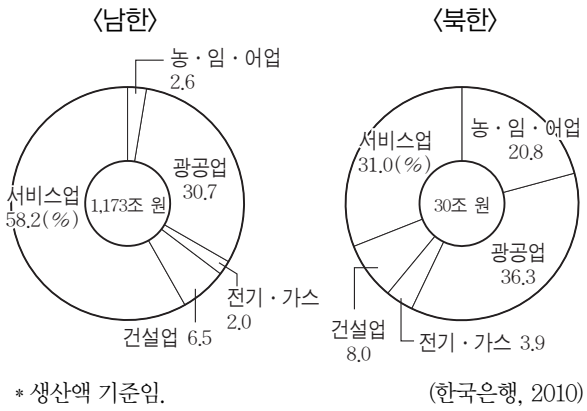 〈남한〉
농·임·어업
2.6
광공업
30.7
서비스업
58.2(%)
1,173조 원
전기·가스
2.0
건설업 6.5
〈북한〉
서비스업
31.0(%)
농·임·어업
20.8
30조 원
광공업
36.3
건설업
8.0
전기·가스 3.9
* 생산액 기준임.
(한국은행, 2010)